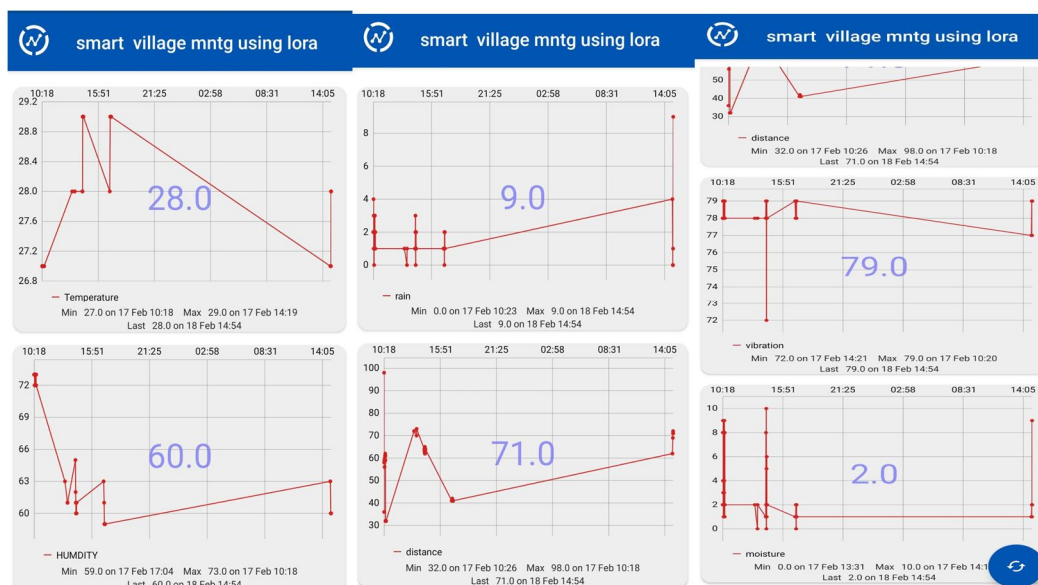 smart village mntg using lora
10:18 15:51 21:25 02:58 08:31 14:05
29.2
28.8
28.4
28.0
27.6
27.2
26.8
28.0
Temperature
Min 27.0 on 17 Feb 10:18 Max 29.0 on 17 Feb 14:19
Last 28.0 on 18 Feb 14:54
10:18 15:51 21:25 02:58 08:31 14:05
72
69
66
63
60
60.0
HUMDITY
Min 59.0 on 17 Feb 17:04 Max 73.0 on 17 Feb 10:18
Last 60.0 on 18 Feb 14:54
smart village mntg using lora
10:18 15:51 21:25 02:58 08:31 14:05
8
6
4
2
0
9.0
rain
Min 0.0 on 17 Feb 10:23 Max 9.0 on 18 Feb 14:54
Last 9.0 on 18 Feb 14:54
10:18 15:51 21:25 02:58 08:31 14:05
100
90
80
70
60
50
40
30
71.0
distance
Min 32.0 on 17 Feb 10:26 Max 98.0 on 17 Feb 10:18
Last 71.0 on 18 Feb 14:54
smart village mntg using lora
50
40
30
distance
Min 32.0 on 17 Feb 10:26 Max 98.0 on 17 Feb 10:18
Last 71.0 on 18 Feb 14:54
10:18 15:51 21:25 02:58 08:31 14:05
79
78
77
76
75
74
73
72
79.0
vibration
Min 72.0 on 17 Feb 14:21 Max 79.0 on 17 Feb 10:20
Last 79.0 on 18 Feb 14:54
10:18 15:51 21:25 02:58 08:31 14:05
10
8
6
4
2
0
2.0
moisture
Min 0.0 on 17 Feb 13:31 Max 10.0 on 17 Feb
Last 2.0 on 18 Feb 14:54